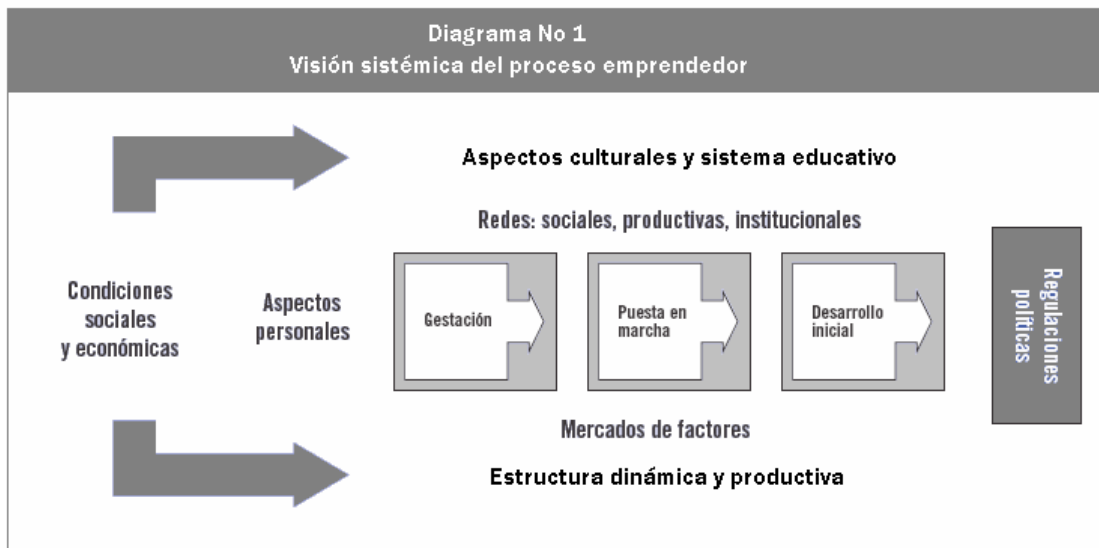 Diagrama No 1
Visión sistémica del proceso emprendedor
Aspectos culturales y sistema educativo
Redes: sociales, productivas, institucionales
Condiciones
sociales
y económicas
Aspectos
personales
Gestación
Puesta en
marcha
Desarrollo
inicial
Regulaciones
políticas
Mercados de factores
Estructura dinámica y productiva